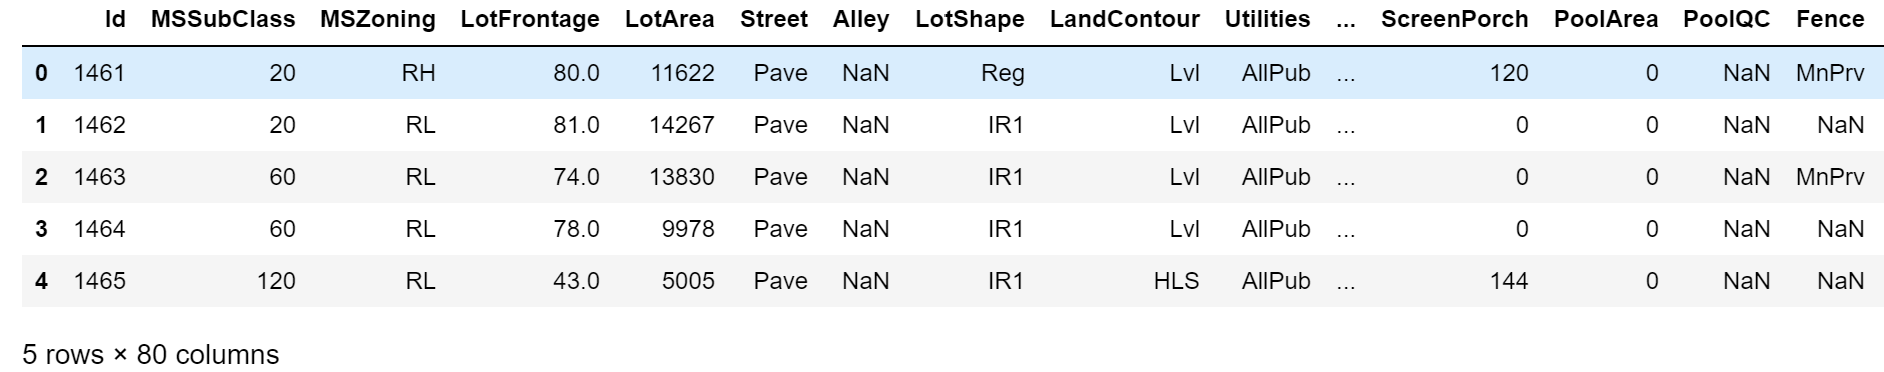 Id MSSubClass MSZoning LotFrontage LotArea Street Alley LotShape LandContour Utilities ... ScreenPorch PoolArea PoolQC Fence
0 1461 20 RH 80.0 11622 Pave NaN Reg Lvl AllPub ... 120 0 NaN MnPrv
1 1462 20 RL 81.0 14267 Pave NaN IR1 Lvl AllPub ... 0 0 NaN NaN
2 1463 60 RL 74.0 13830 Pave NaN IR1 Lvl AllPub ... 0 0 NaN MnPrv
3 1464 60 RL 78.0 9978 Pave NaN IR1 Lvl AllPub ... 0 0 NaN NaN
4 1465 120 RL 43.0 5005 Pave NaN IR1 HLS AllPub ... 144 0 NaN NaN
5 rows × 80 columns